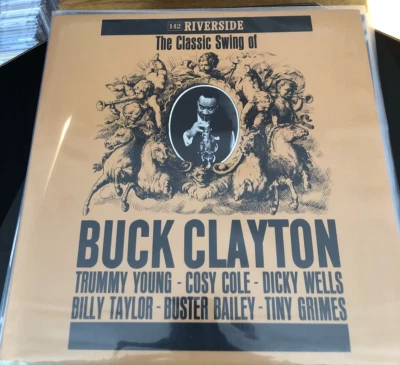 142 RIVERSIDE
The Classic Swing of
BUCK CLAYTON
TRUMMY YOUNG - COSY COLE - DICKY WELLS
BILLY TAYLOR - BUSTER BAILEY - TINY GRIMES